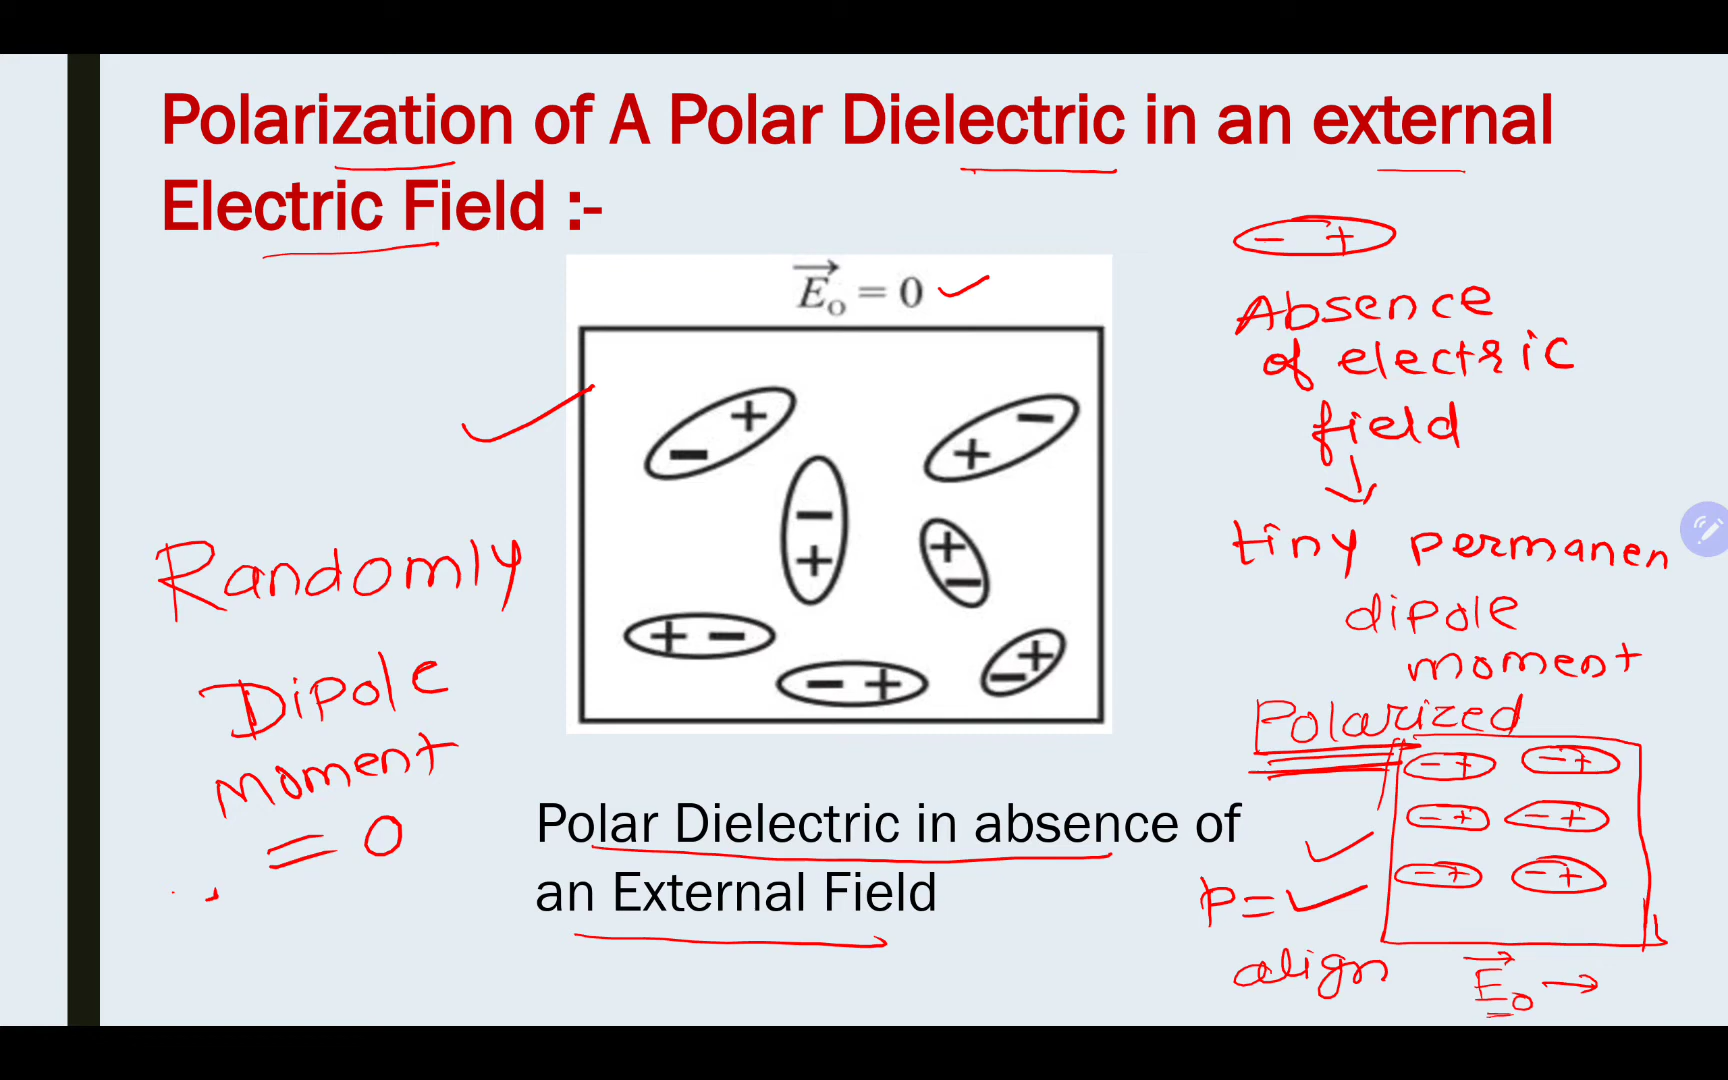 Polarization of A Polar Dielectric in an external
Electric Field :-
E₀ = 0
- +
Absence
of electric
field
tiny permanen
dipole
moment
Polarized
- + - +
- + - +
- + - +
p =
align
E₀ →
Randomly
Dipole
moment
= 0
- +
+ -
- +
+ -
+ -
- +
- +
Polar Dielectric in absence of
an External Field